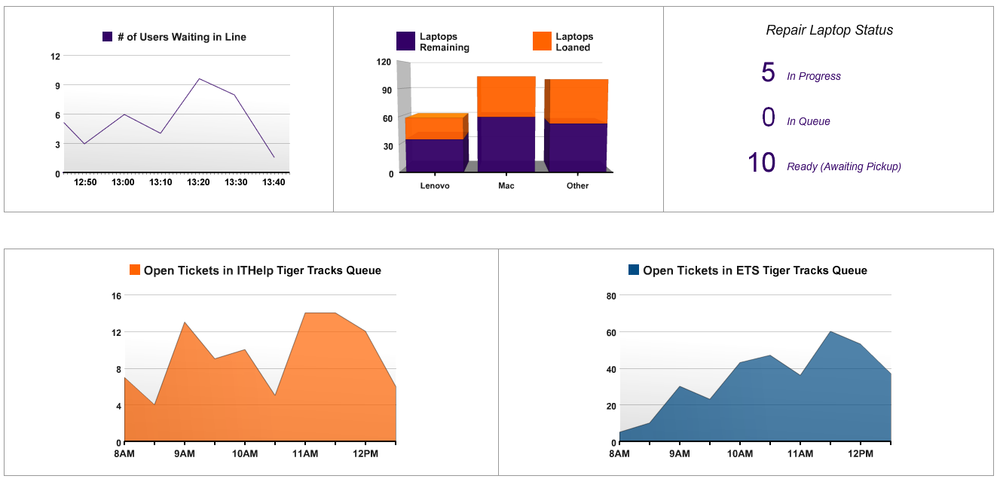 # of Users Waiting in Line
12
9
6
3
0
12:50 13:00 13:10 13:20 13:30 13:40
Laptops
Remaining
Laptops
Loaned
120
90
60
30
0
Lenovo Mac Other
Repair Laptop Status
5 In Progress
0 In Queue
10 Ready (Awaiting Pickup)
Open Tickets in ITHelp Tiger Tracks Queue
16
12
8
4
0
8AM 9AM 10AM 11AM 12PM
Open Tickets in ETS Tiger Tracks Queue
80
60
40
20
0
8AM 9AM 10AM 11AM 12PM